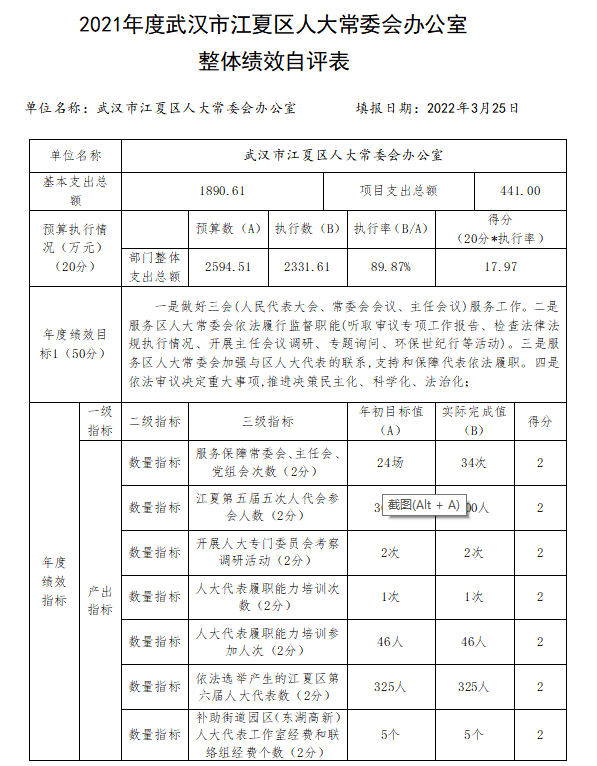 2021年度武汉市江夏区人大常委会办公室
整体绩效自评表
单位名称：武汉市江夏区人大常委会办公室 填报日期：2022年3月25日
单位名称 武汉市江夏区人大常委会办公室
基本支出总
额
1890.61 项目支出总额 441.00
预算执行情
况（万元）
（20分）
预算数（A） 执行数（B） 执行率(B/A)
得分
（20分*执行率）
部门整体
支出总额
2594.51 2331.61 89.87% 17.97
年度绩效目
标1（50分）
一是做好三会(人民代表大会、常委会会议、主任会议)服务工作。二是
服务区人大常委会依法履行监督职能(听取审议专项工作报告、检查法律法
规执行情况、开展主任会议调研、专题询问、环保世纪行等活动)。三是服
务区人大常委会加强与区人大代表的联系,支持和保障代表依法履职。四是
依法审议决定重大事项,推进决策民主化、科学化、法治化;
年度
绩效
指标
一级
指标
二级指标 三级指标
年初目标值
（A）
实际完成值
（B）
得分
产出
指标
数量指标
服务保障常委会、主任会、
党组会次数（2分）
24场 34次 2
数量指标
江夏第五届五次人代会参
会人数（2分）
截图(Alt + A)
00人 2
数量指标
开展人大专门委员会考察
调研活动（2分）
2次 2次 2
数量指标
人大代表履职能力培训次
数（2分）
1次 1次 2
数量指标
人大代表履职能力培训参
加人次（2分）
46人 46人 2
数量指标
依法选举产生的江夏区第
六届人大代表数（2分）
325人 325人 2
数量指标
补助街道园区(东湖高新)
人大代表工作室经费和联
络组经费个数（2分）
5个 5个 2